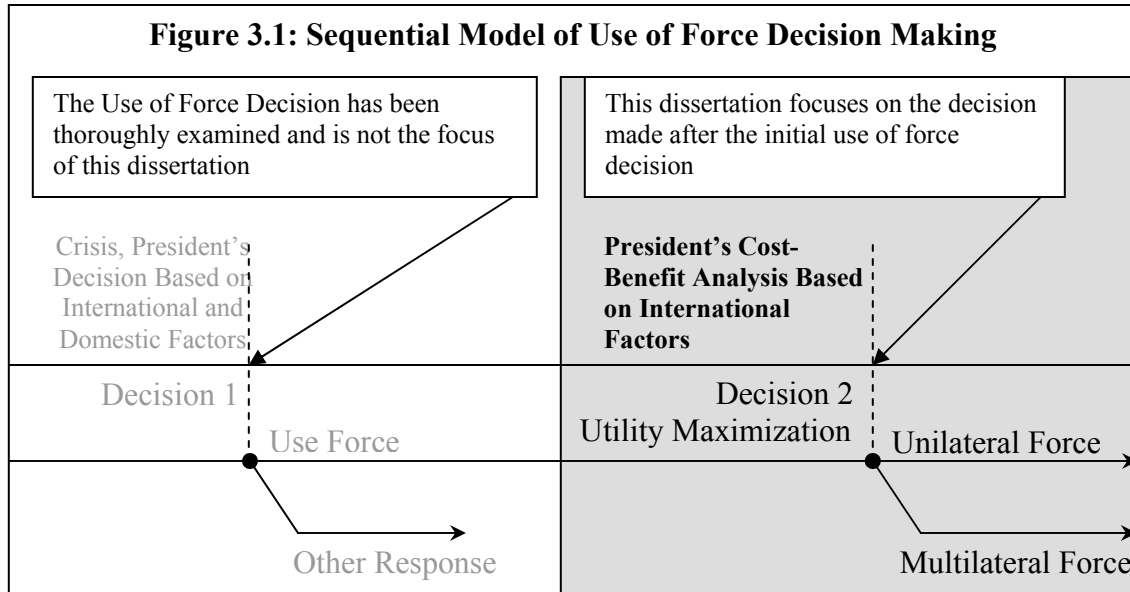 Figure 3.1: Sequential Model of Use of Force Decision Making
The Use of Force Decision has been
thoroughly examined and is not the focus
of this dissertation
This dissertation focuses on the decision
made after the initial use of force
decision
Crisis, President’s
Decision Based on
International and
Domestic Factors
President’s Cost-
Benefit Analysis Based
on International
Factors
Decision 1
Use Force
Other Response
Decision 2
Utility Maximization
Unilateral Force
Multilateral Force